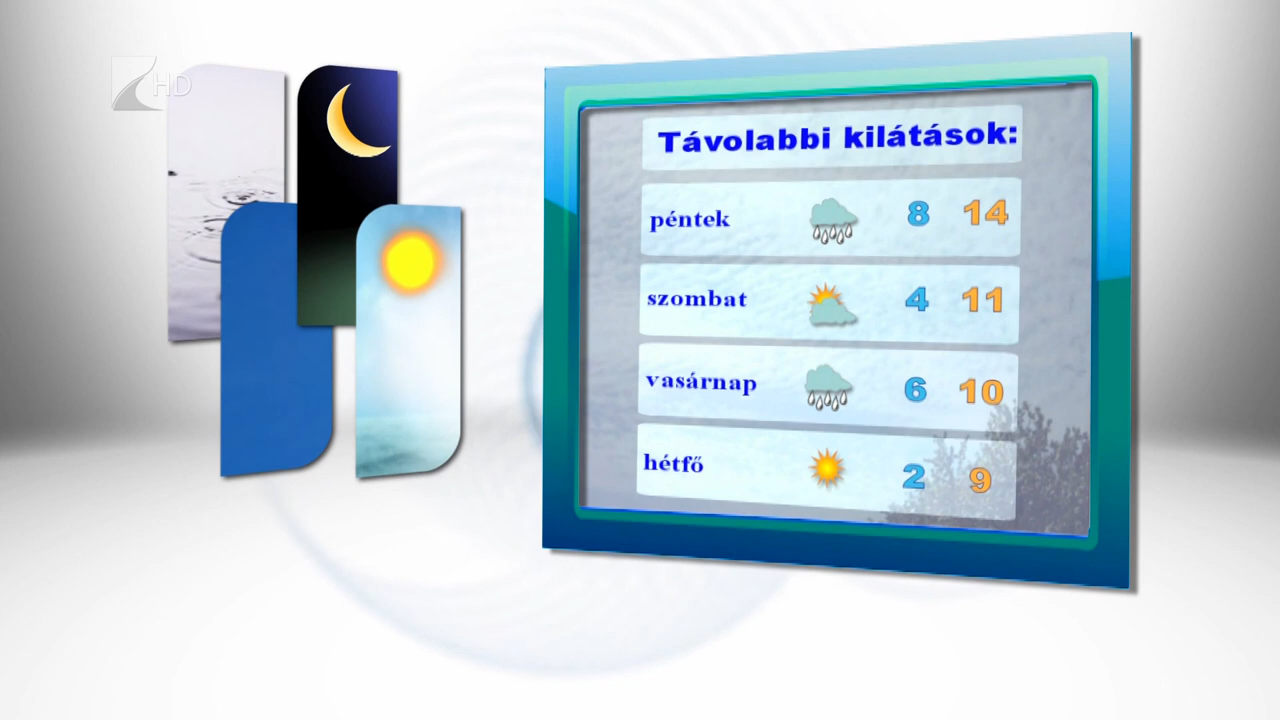 HD
Távolabbi kilátások:
péntek 8 14
szombat 4 11
vasárnap 6 10
hétfő 2 9